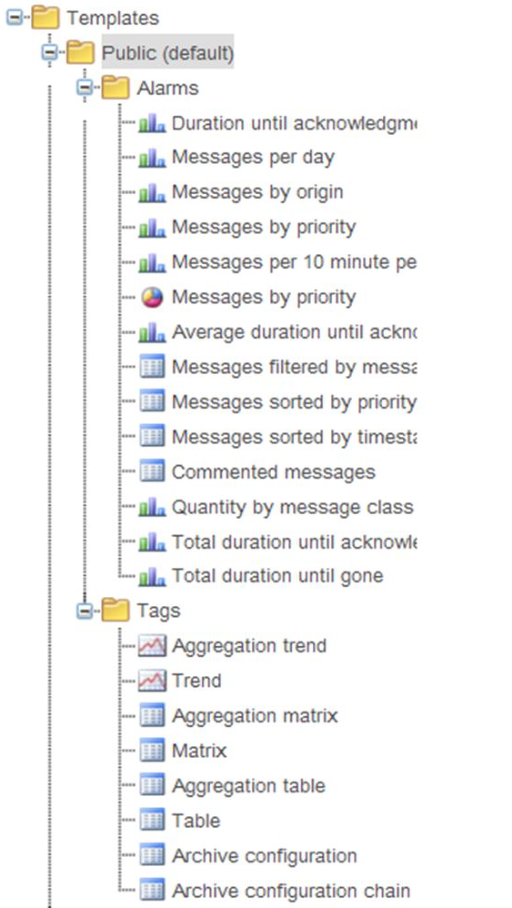 Templates
Public (default)
Alarms
Duration until acknowledgm
Messages per day
Messages by origin
Messages by priority
Messages per 10 minute pe
Messages by priority
Average duration until ackn
Messages filtered by messa
Messages sorted by priority
Messages sorted by timesta
Commented messages
Quantity by message class
Total duration until acknowl
Total duration until gone
Tags
Aggregation trend
Trend
Aggregation matrix
Matrix
Aggregation table
Table
Archive configuration
Archive configuration chain